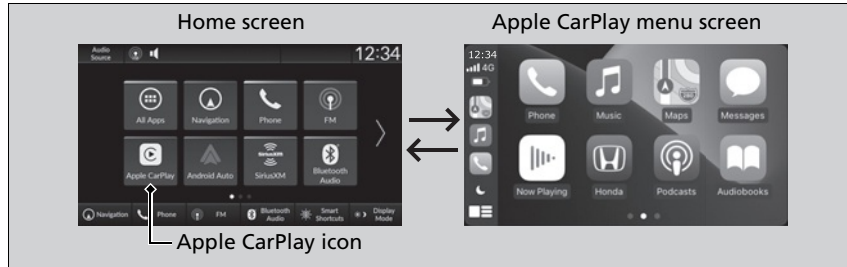 Home screen
Apple CarPlay menu screen
Audio Source
12:34
All Apps
Navigation
Phone
FM
Apple CarPlay
Android Auto
SiriusXM
SiriusXM
Bluetooth Audio
Navigation
Phone
FM
Bluetooth Audio
Smart Shortcuts
Display Mode
12:34
4G
Phone
Music
Maps
Messages
Now Playing
Honda
Podcasts
Audiobooks
Apple CarPlay icon